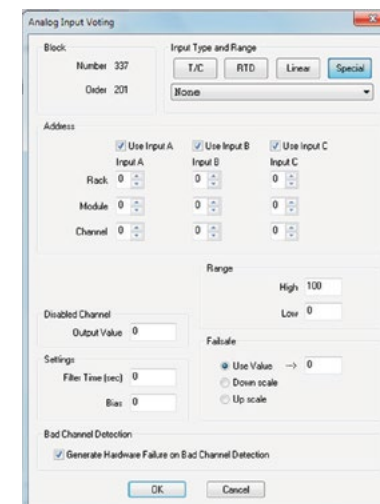 Analog Input Voting
Block
Number 337
Order 201
Input Type and Range
T/C RTD Linear Special
None
Address
Use Input A Use Input B Use Input C
Input A Input B Input C
Rack 0 0 0
Module 0 0 0
Channel 0 0 0
Range
High 100
Low 0
Disabled Channel
Output Value 0
Failsafe
Use Value --> 0
Down scale
Up scale
Settings
Filter Time (sec) 0
Bias 0
Bad Channel Detection
Generate Hardware Failure on Bad Channel Detection
OK Cancel